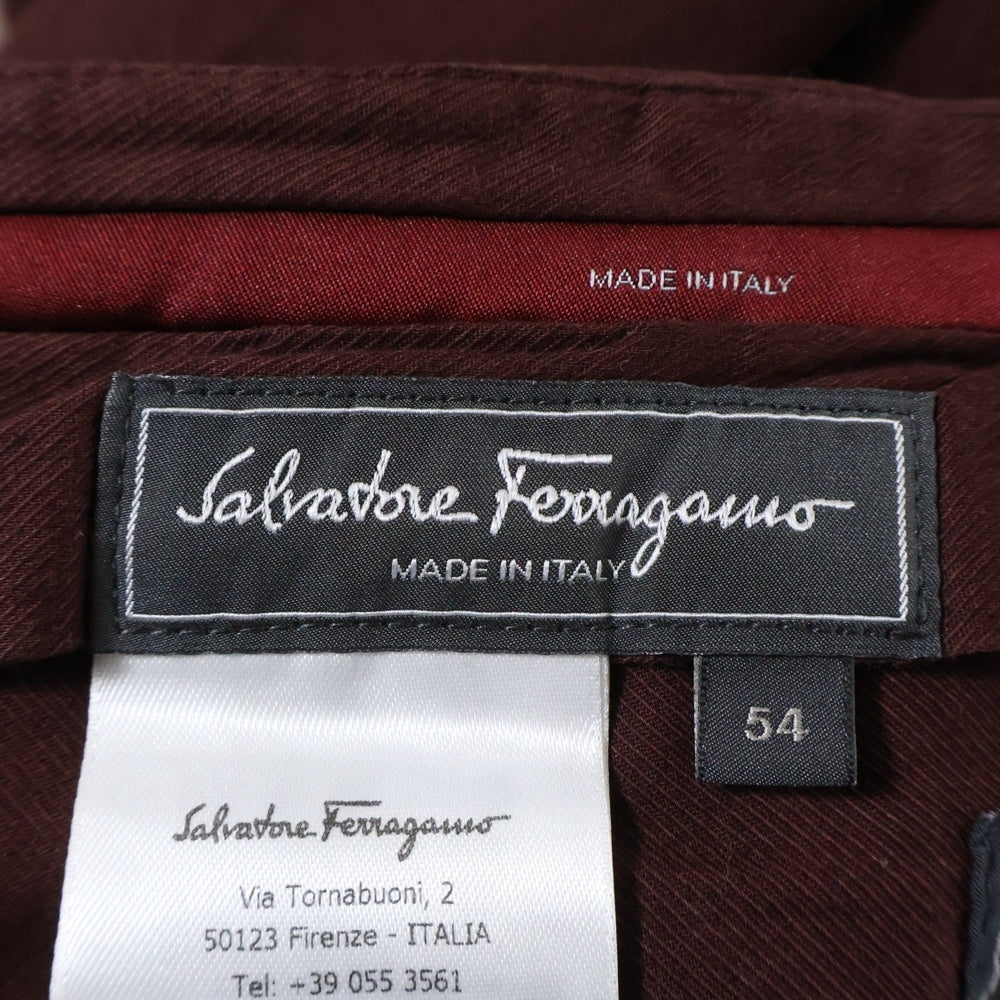 MADE IN ITALY
Salvatore Ferragamo
MADE IN ITALY
54
Salvatore Ferragamo
Via Tornabuoni, 2
50123 Firenze - ITALIA
Tel: +39 055 3561